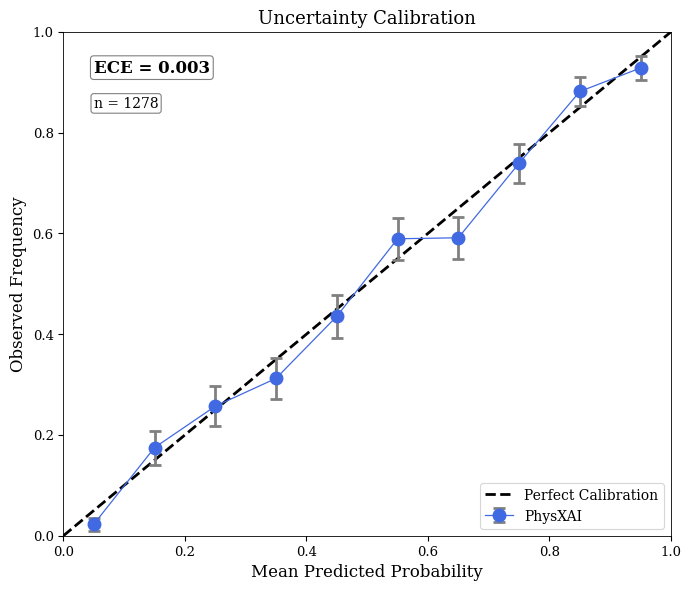 Uncertainty Calibration
ECE = 0.003
n = 1278
Observed Frequency
1.0
0.8
0.6
0.4
0.2
0.0
0.0 0.2 0.4 0.6 0.8 1.0
Mean Predicted Probability
Perfect Calibration
PhysXAI